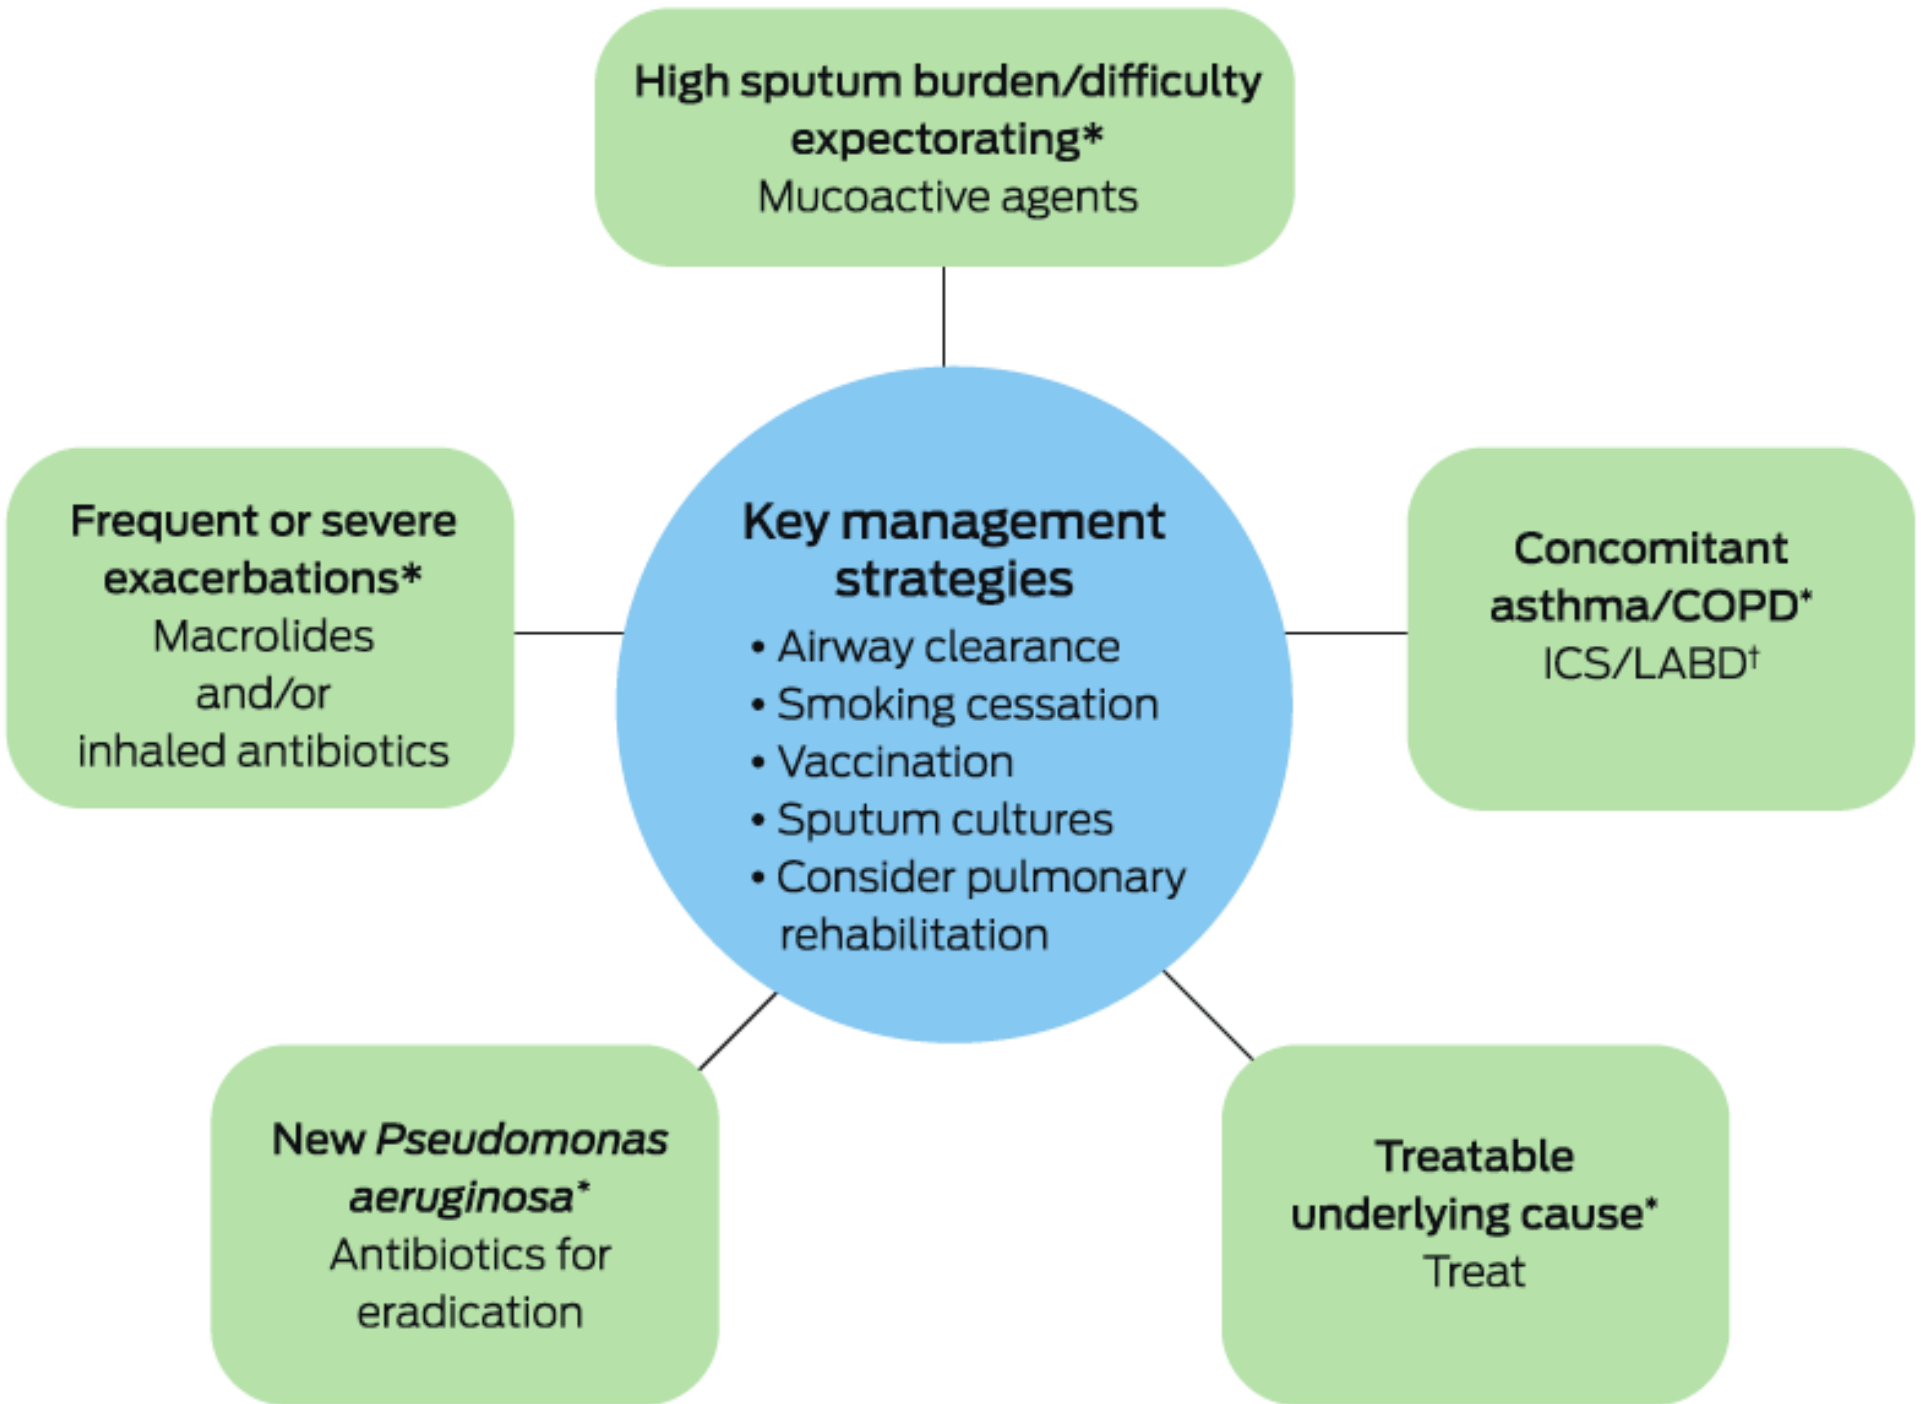 High sputum burden/difficulty
expectorating*
Mucoactive agents
Frequent or severe
exacerbations*
Macrolides
and/or
inhaled antibiotics
Key management
strategies
• Airway clearance
• Smoking cessation
• Vaccination
• Sputum cultures
• Consider pulmonary
rehabilitation
Concomitant
asthma/COPD*
ICS/LABD†
New Pseudomonas
aeruginosa*
Antibiotics for
eradication
Treatable
underlying cause*
Treat